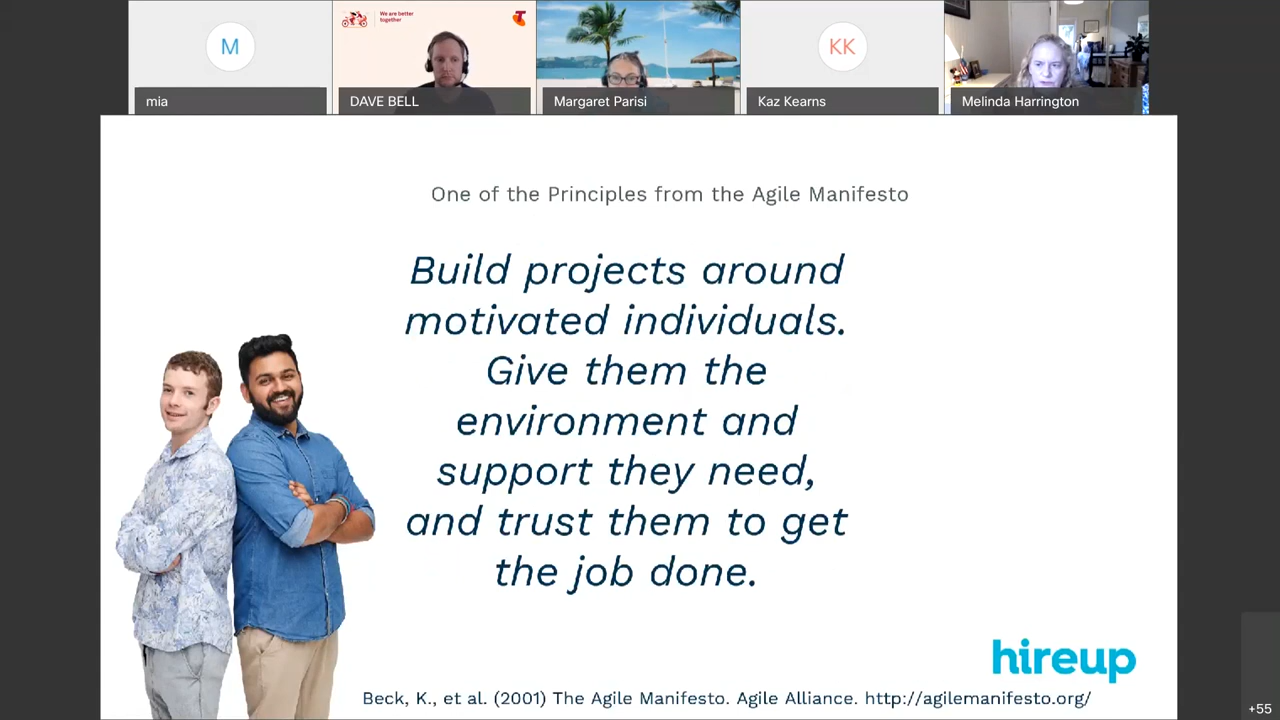 M
We are better
together
T
KK
mia
DAVE BELL
Margaret Parisi
Kaz Kearns
Melinda Harrington
One of the Principles from the Agile Manifesto
Build projects around
motivated individuals.
Give them the
environment and
support they need,
and trust them to get
the job done.
hireup
Beck, K., et al. (2001) The Agile Manifesto. Agile Alliance. http://agilemanifesto.org/
+55